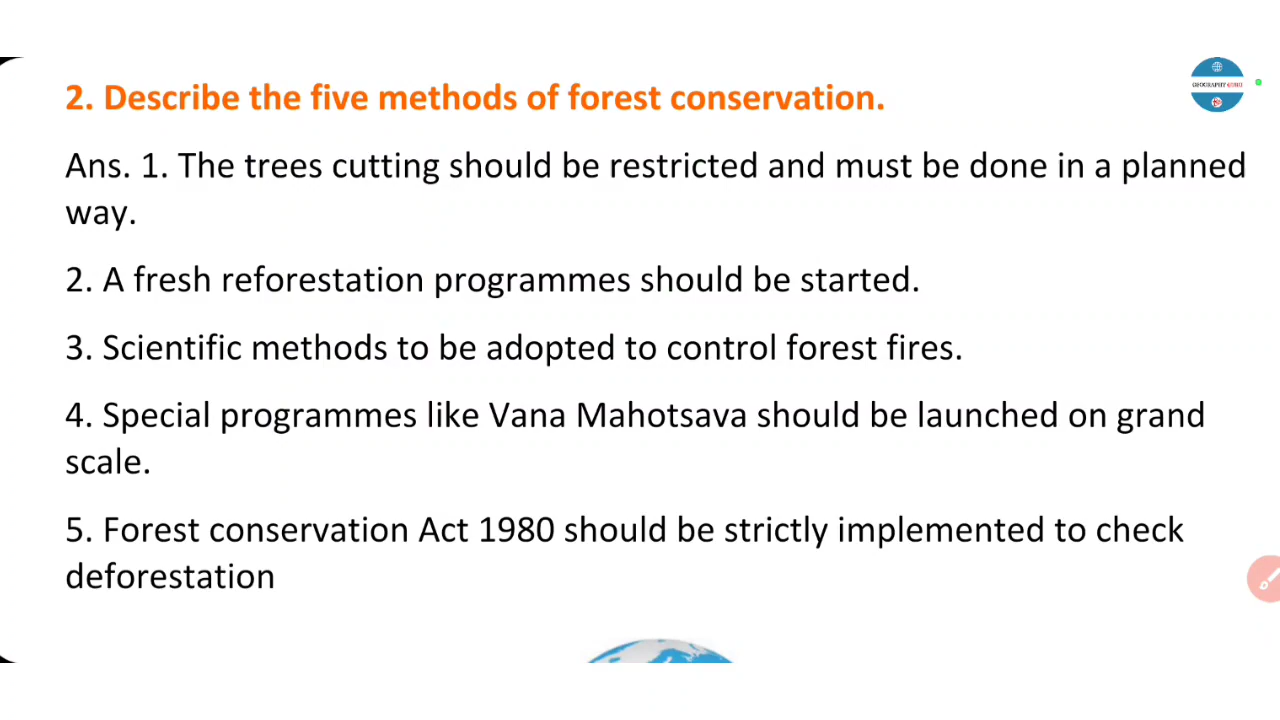 2. Describe the five methods of forest conservation.
GEOGRAPHY GURU
Ans. 1. The trees cutting should be restricted and must be done in a planned
way.
2. A fresh reforestation programmes should be started.
3. Scientific methods to be adopted to control forest fires.
4. Special programmes like Vana Mahotsava should be launched on grand
scale.
5. Forest conservation Act 1980 should be strictly implemented to check
deforestation